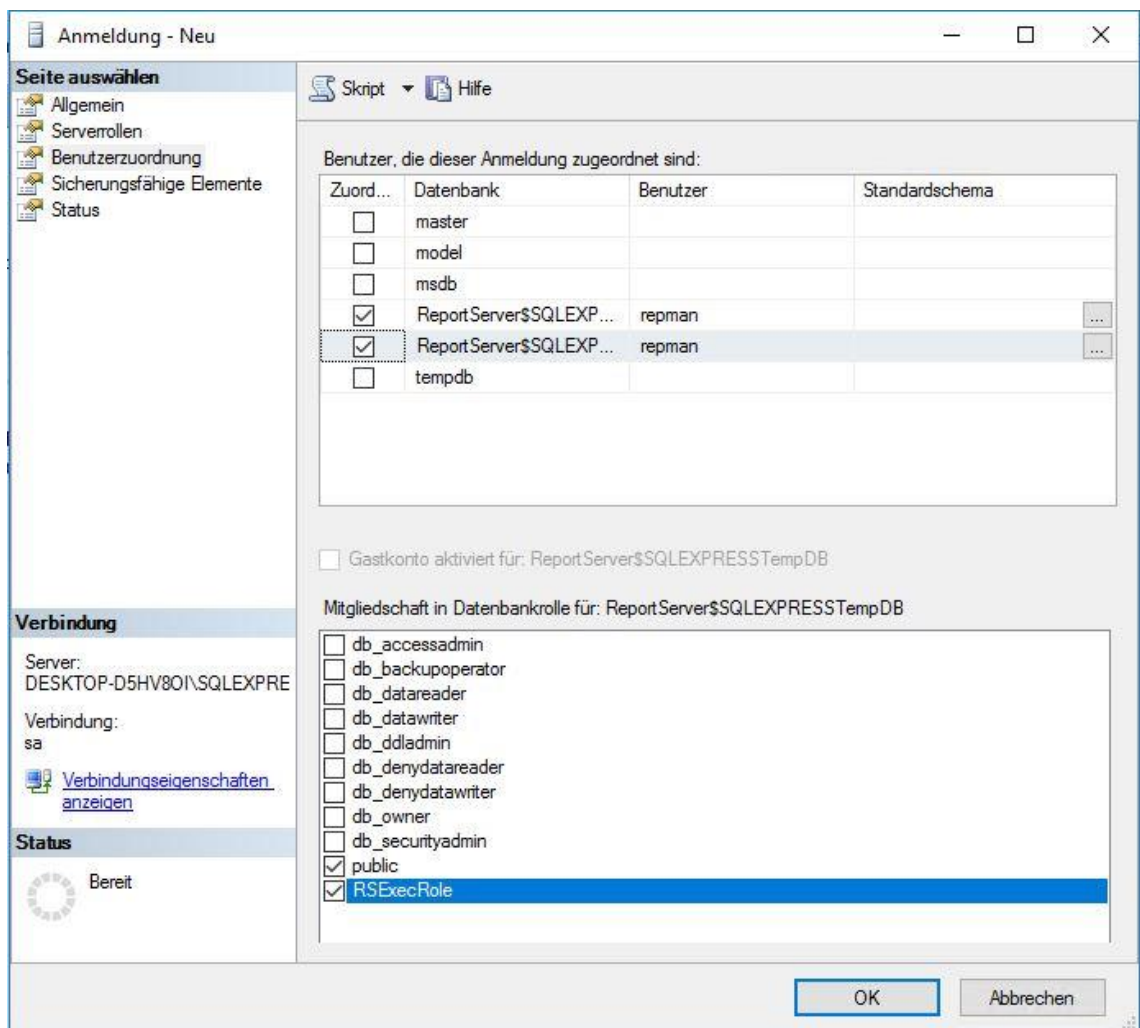 Anmeldung - Neu
Seite auswählen
Allgemein
Serverrollen
Benutzerzuordnung
Sicherungsfähige Elemente
Status
Skript
Hilfe
Benutzer, die dieser Anmeldung zugeordnet sind:
Zuord... Datenbank Benutzer Standardschema
master
model
msdb
ReportServer$SQLEXP... repman ...
ReportServer$SQLEXP... repman ...
tempdb
Gastkonto aktiviert für: ReportServer$SQLEXPRESSTempDB
Mitgliedschaft in Datenbankrolle für: ReportServer$SQLEXPRESSTempDB
db_accessadmin
db_backupoperator
db_datareader
db_datawriter
db_ddladmin
db_denydatareader
db_denydatawriter
db_owner
db_securityadmin
public
RSExecRole
Verbindung
Server:
DESKTOP-D5HV8OI\SQLEXPRE
Verbindung:
sa
Verbindungseigenschaften
anzeigen
Status
Bereit
OK
Abbrechen